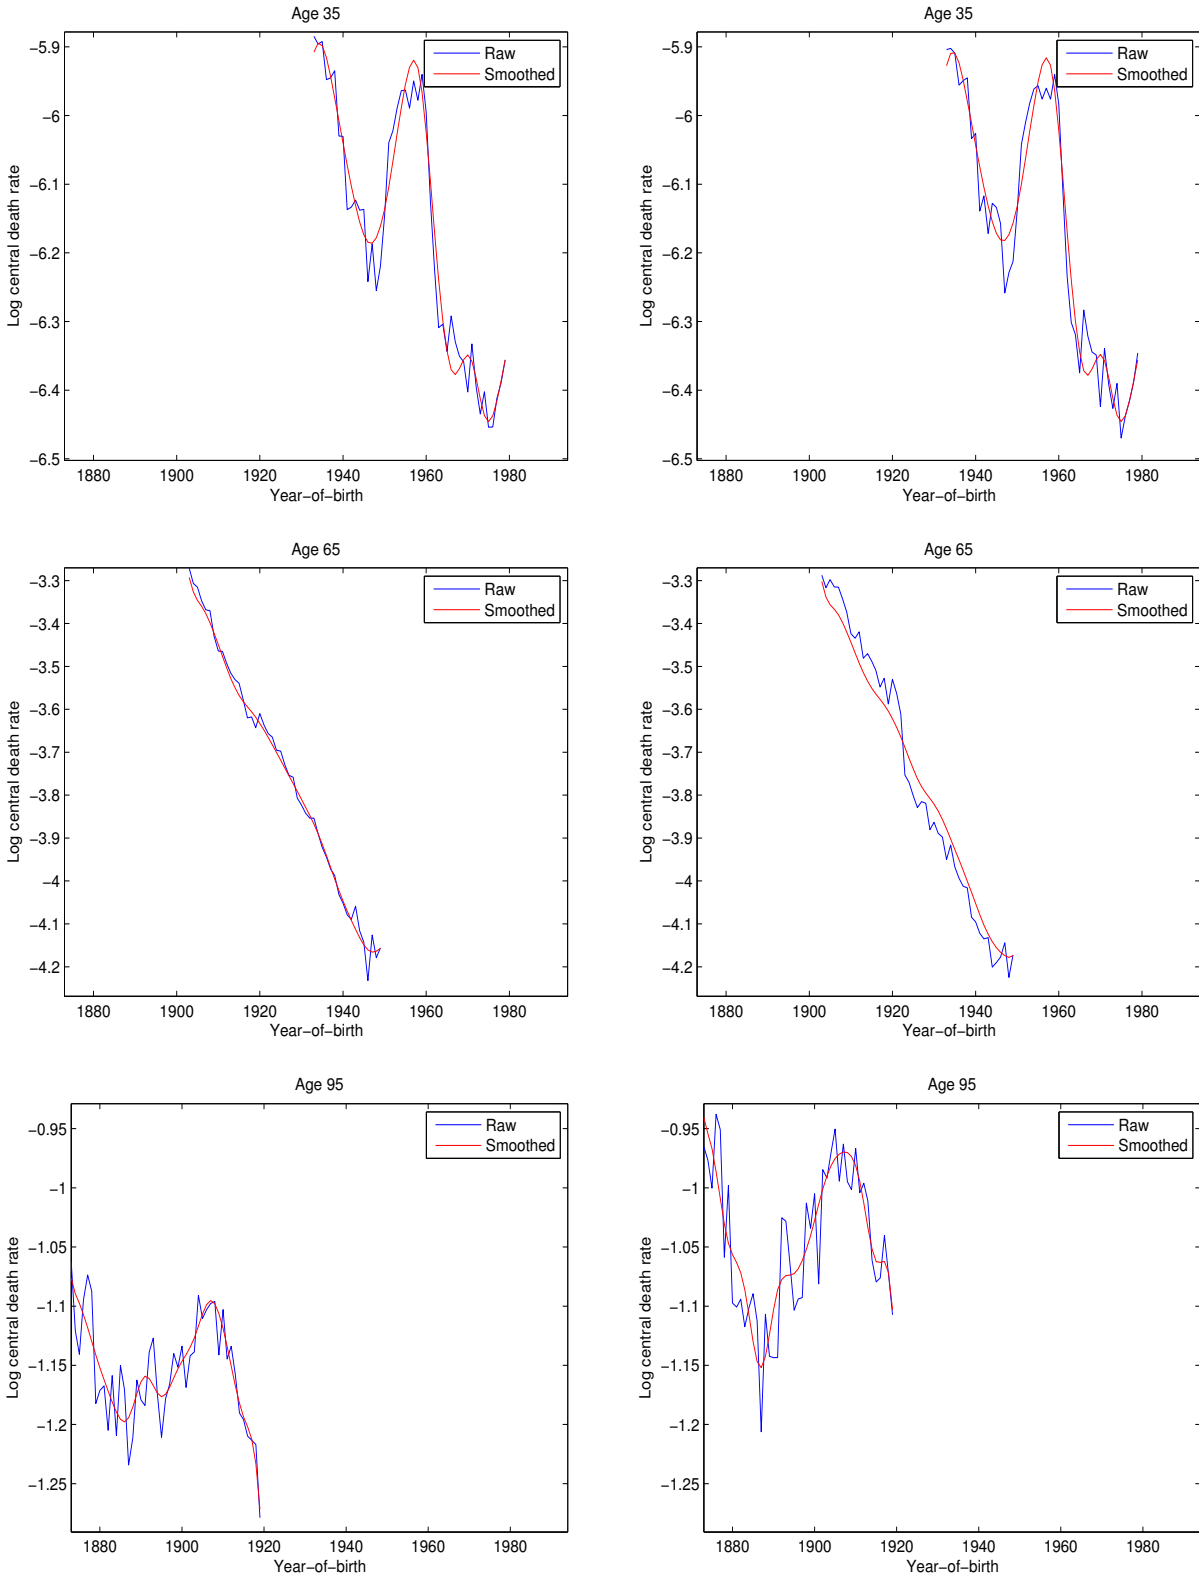 Age 35
−5.9
−6
−6.1
−6.2
−6.3
−6.4
−6.5
Log central death rate
Raw
Smoothed
1880 1900 1920 1940 1960 1980
Year−of−birth
Age 35
−5.9
−6
−6.1
−6.2
−6.3
−6.4
−6.5
Log central death rate
Raw
Smoothed
1880 1900 1920 1940 1960 1980
Year−of−birth
Age 65
−3.3
−3.4
−3.5
−3.6
−3.7
−3.8
−3.9
−4
−4.1
−4.2
Log central death rate
Raw
Smoothed
1880 1900 1920 1940 1960 1980
Year−of−birth
Age 65
−3.3
−3.4
−3.5
−3.6
−3.7
−3.8
−3.9
−4
−4.1
−4.2
Log central death rate
Raw
Smoothed
1880 1900 1920 1940 1960 1980
Year−of−birth
Age 95
−0.95
−1
−1.05
−1.1
−1.15
−1.2
−1.25
Log central death rate
Raw
Smoothed
1880 1900 1920 1940 1960 1980
Year−of−birth
Age 95
−0.95
−1
−1.05
−1.1
−1.15
−1.2
−1.25
Log central death rate
Raw
Smoothed
1880 1900 1920 1940 1960 1980
Year−of−birth